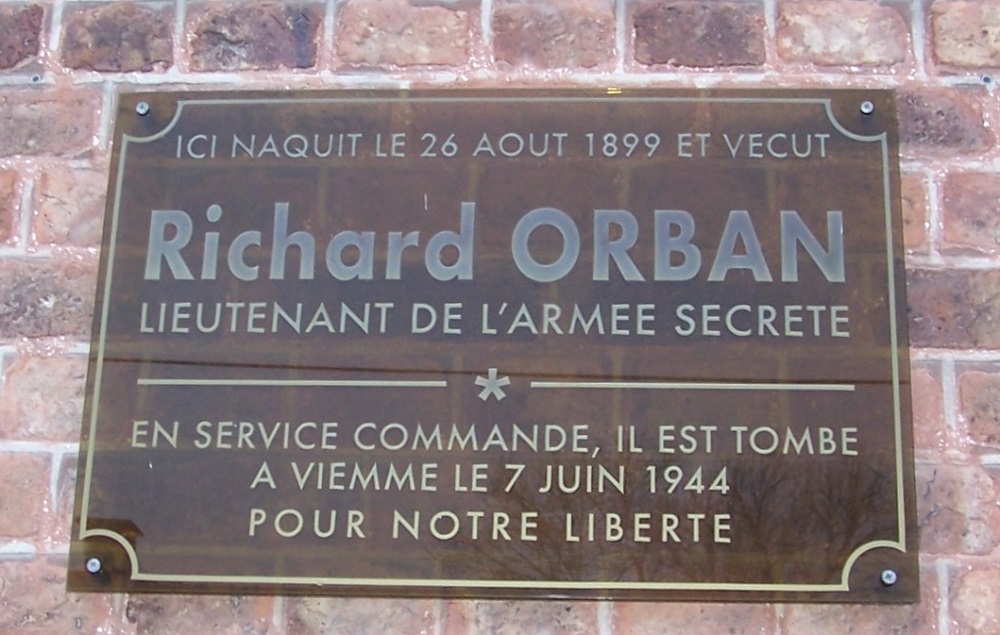 ICI NAQUIT LE 26 AOUT 1899 ET VECUT
Richard ORBAN
LIEUTENANT DE L'ARMEE SECRETE
*
EN SERVICE COMMANDE, IL EST TOMBE
A VIEMME LE 7 JUIN 1944
POUR NOTRE LIBERTE